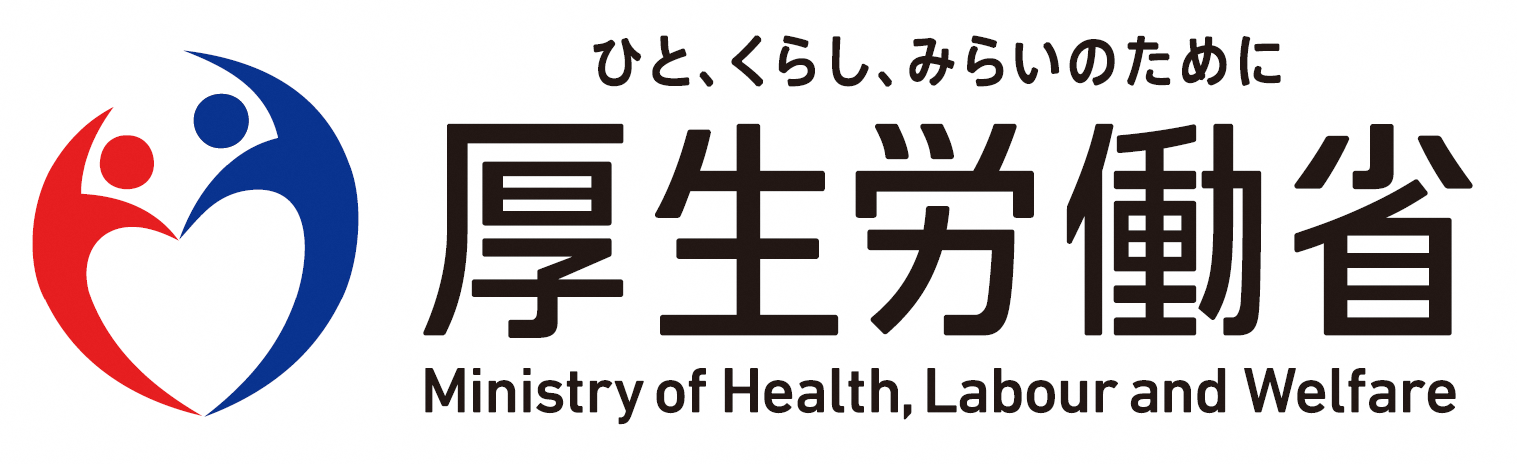 ひと、くらし、みらいのために
厚生労働省
Ministry of Health, Labour and Welfare